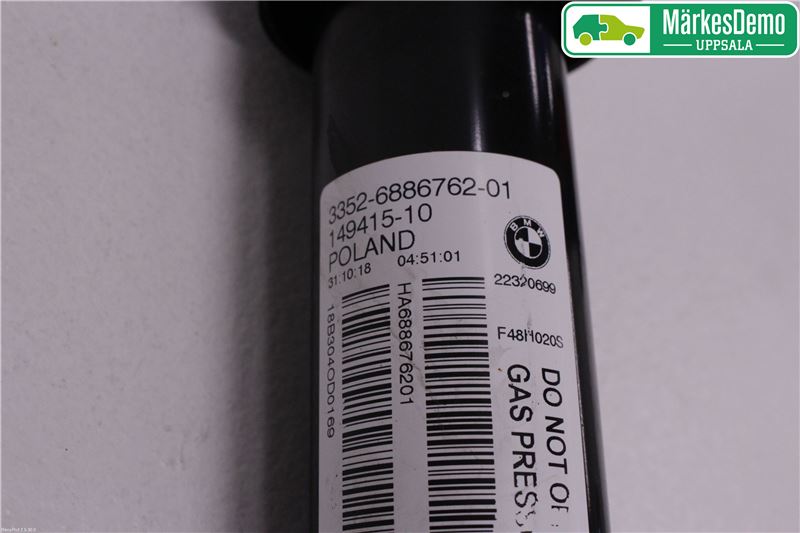 MärkesDemo
UPPSALA
3352-6886762-01
149415-10
POLAND
31:10:18 04:51:01
BMW
22320699
F48H020S
HA688676201
18B304OD0169
DO NOT
GAS